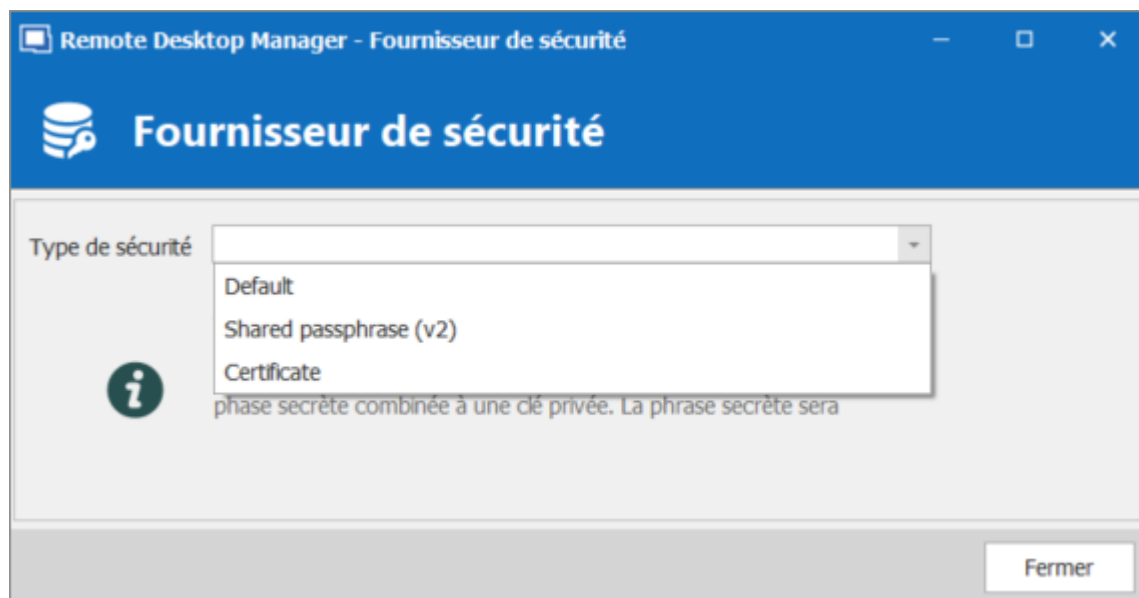 Remote Desktop Manager - Fournisseur de sécurité
Fournisseur de sécurité
Type de sécurité
Default
Shared passphrase (v2)
Certificate
phase secrète combinée à une clé privée. La phrase secrète sera
Fermer